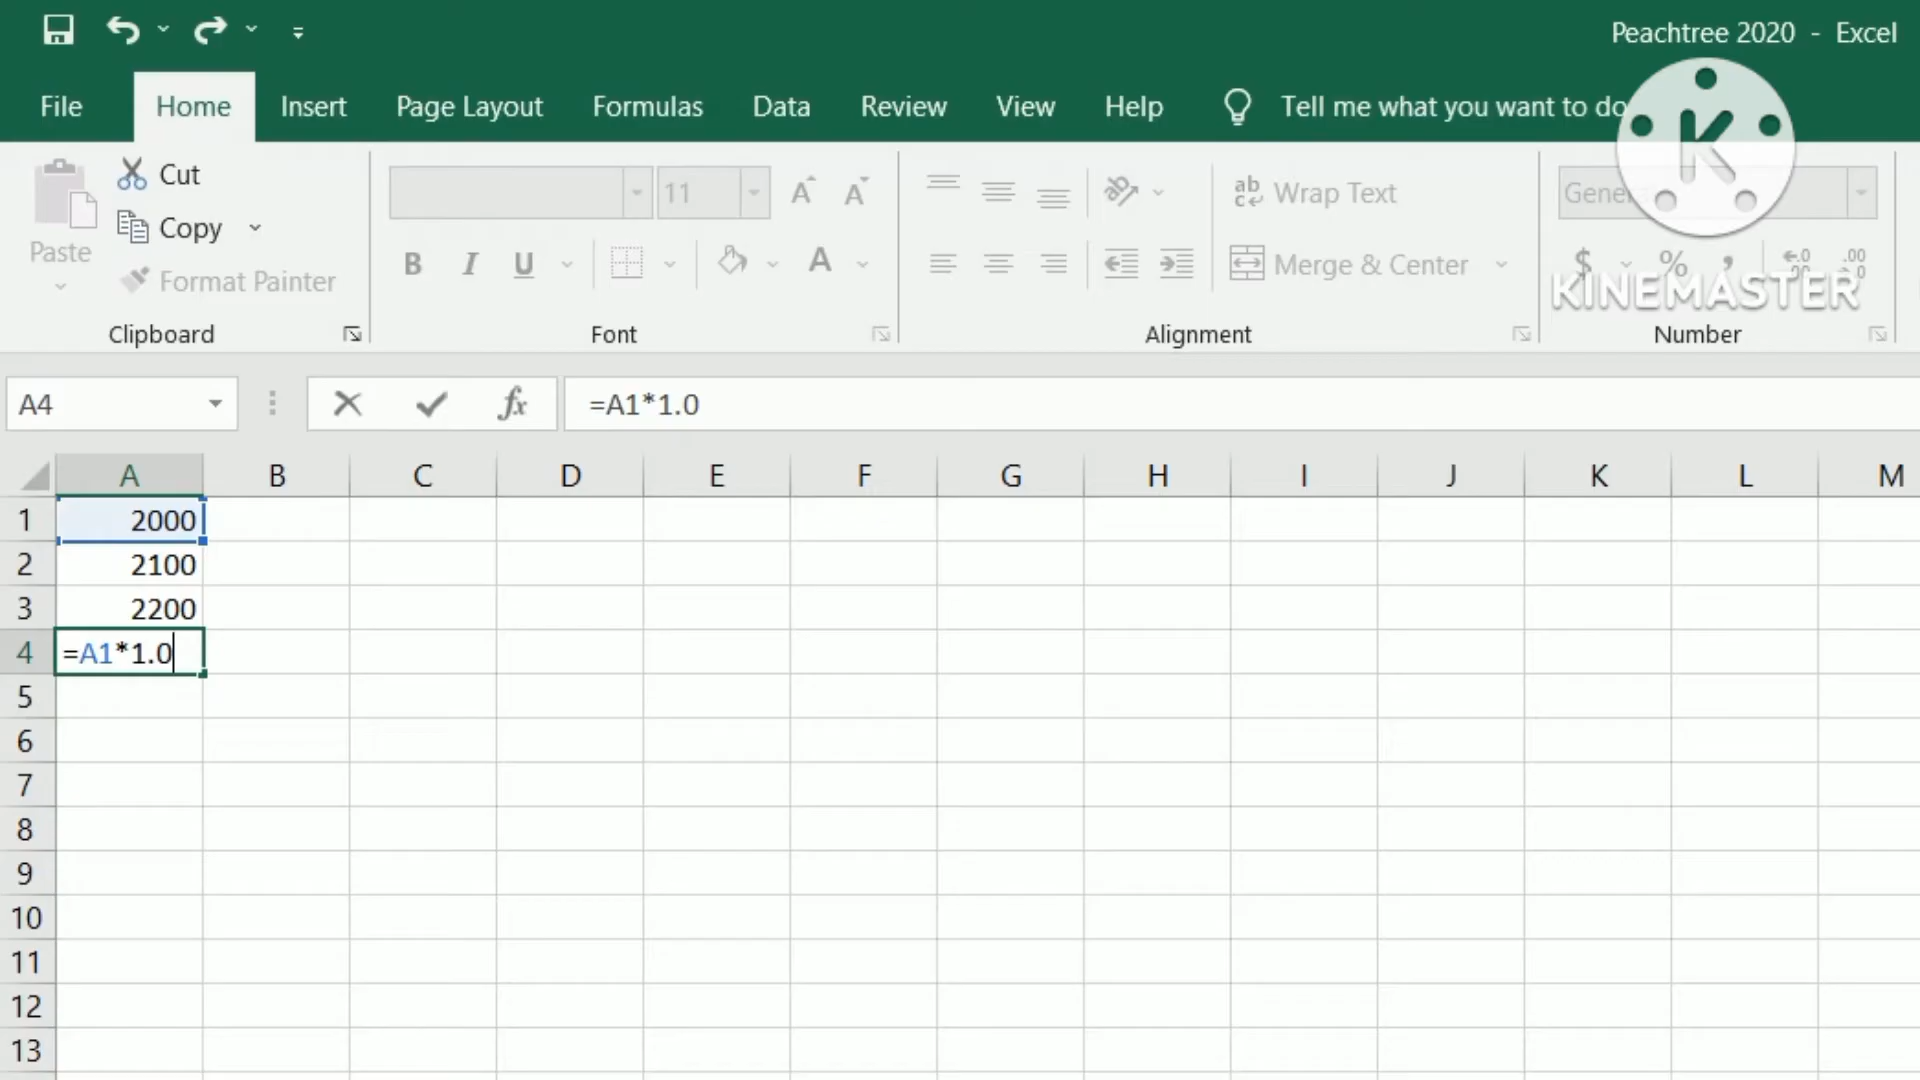 Peachtree 2020 - Excel
File Home Insert Page Layout Formulas Data Review View Help Tell me what you want to do
Cut
Copy
Paste
Format Painter
Clipboard
11
A A
B I U A
Font
ab Wrap Text
Merge & Center
Alignment
$ % , .00
Number
K
KINEMASTER
A4 fx =A1*1.0
A B C D E F G H I J K L M
1 2000
2 2100
3 2200
4 =A1*1.0
5
6
7
8
9
10
11
12
13